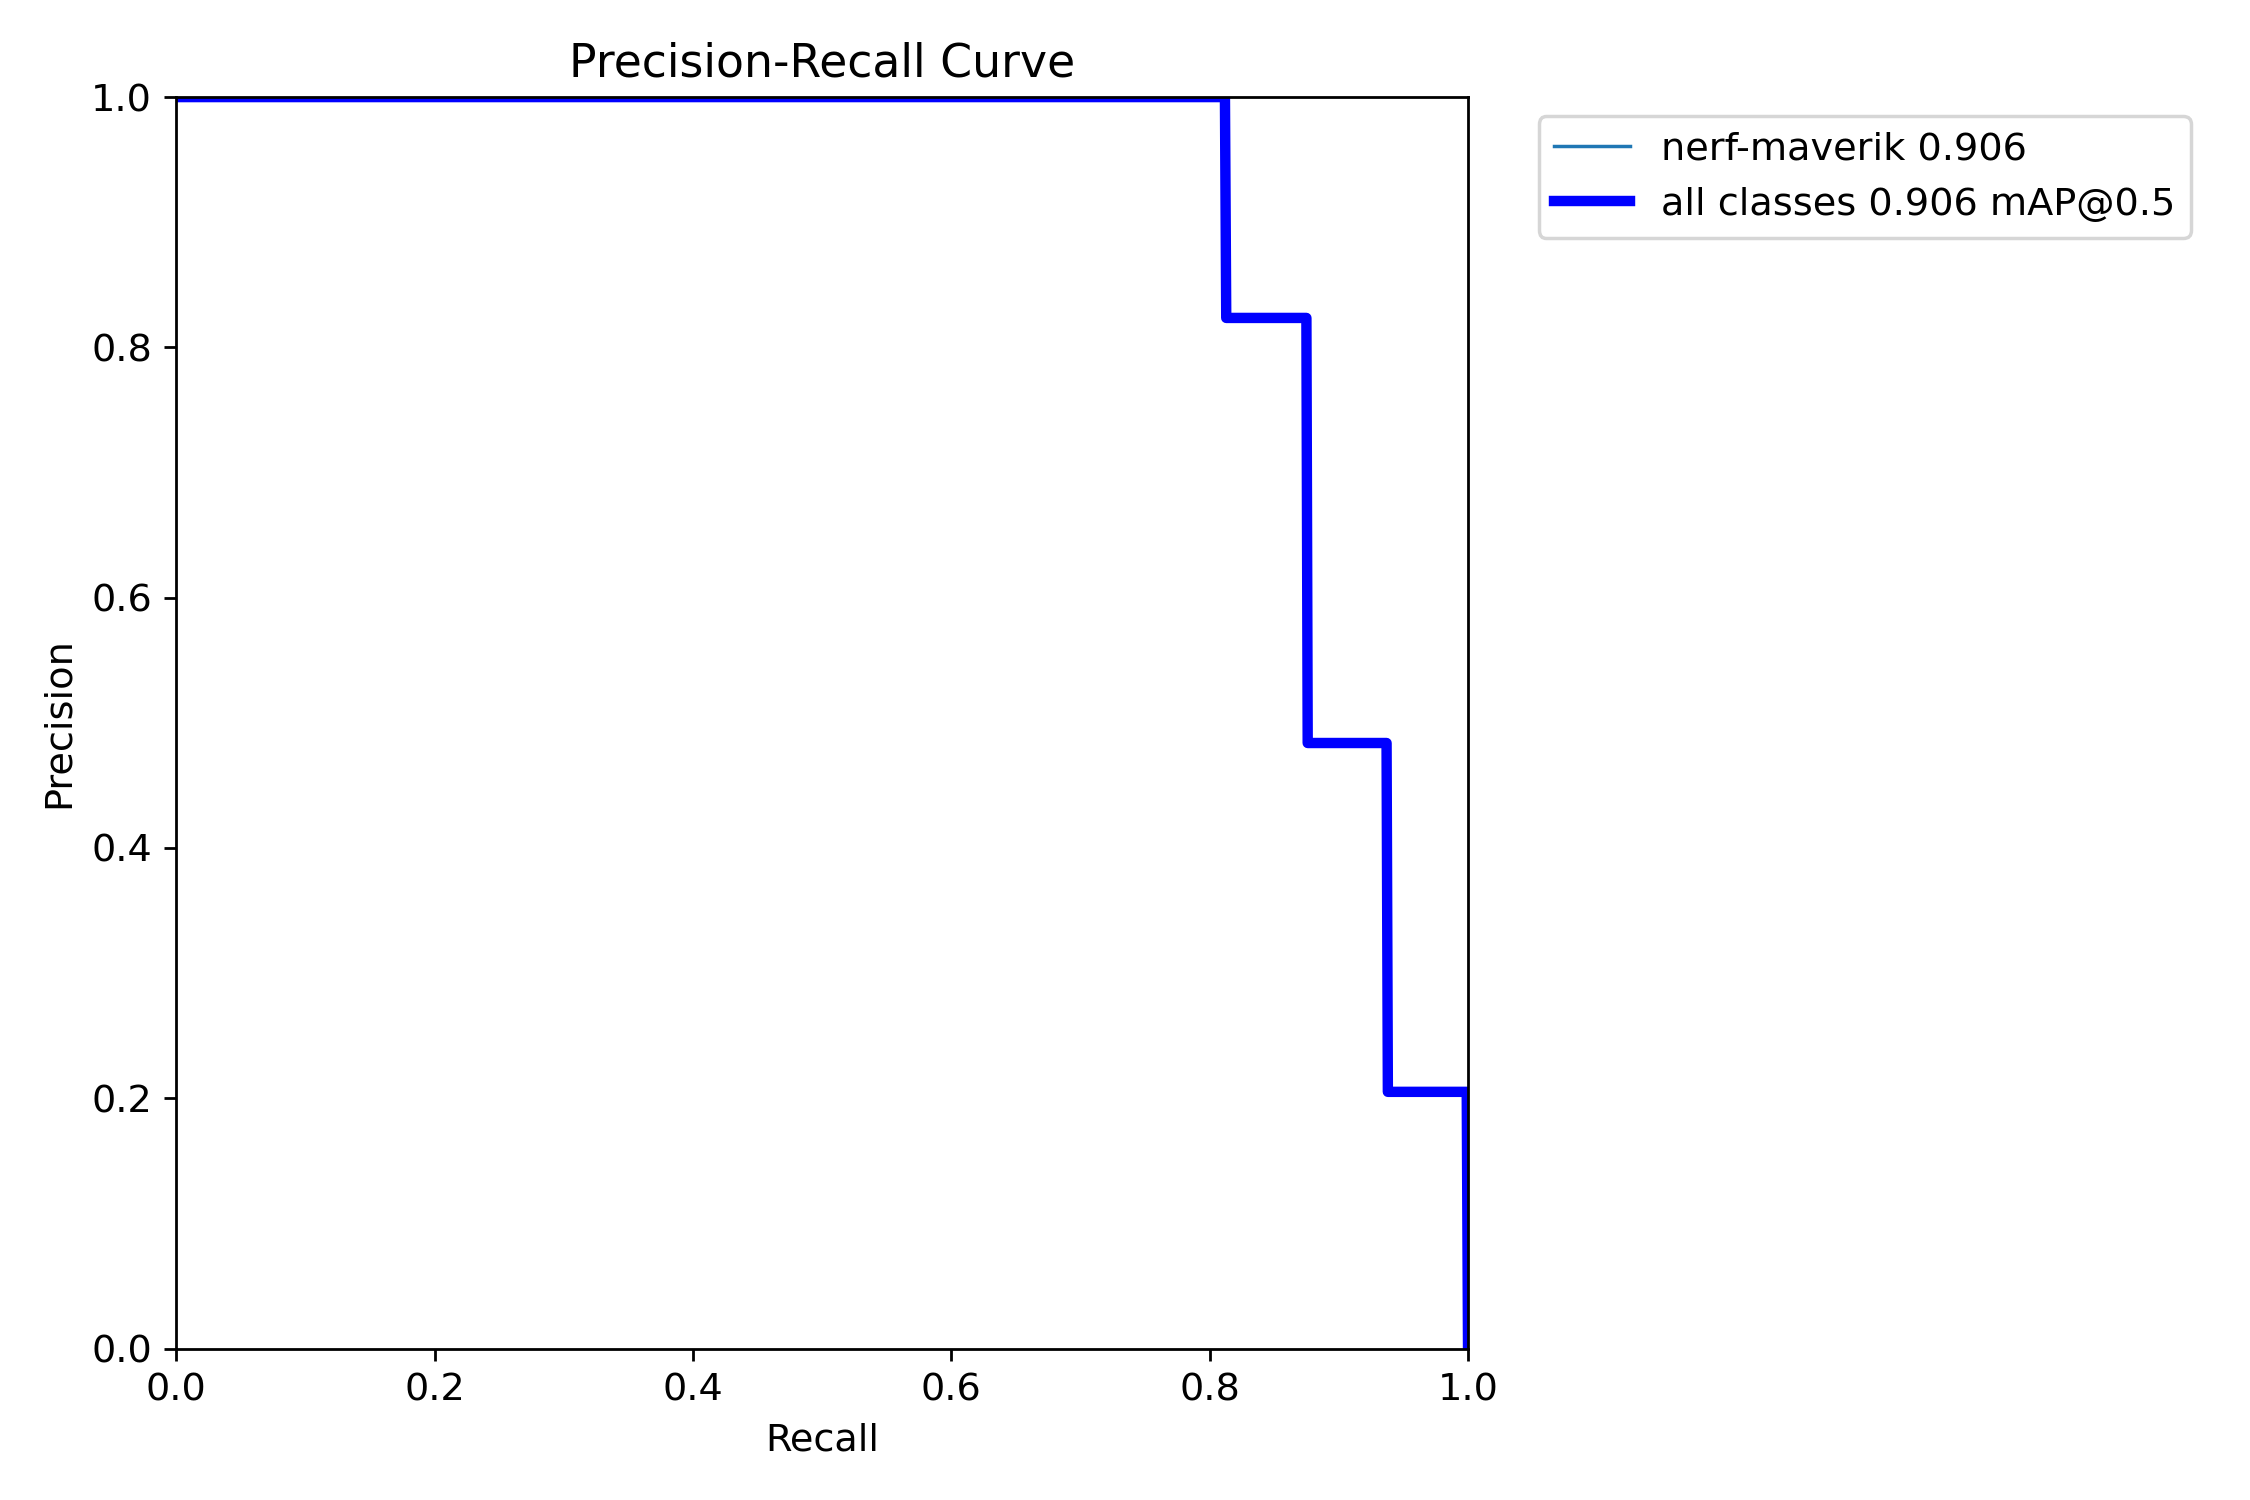 Precision-Recall Curve
nerf-maverik 0.906
all classes 0.906 mAP@0.5
1.0
0.8
0.6
0.4
0.2
0.0
Precision
0.0 0.2 0.4 0.6 0.8 1.0
Recall